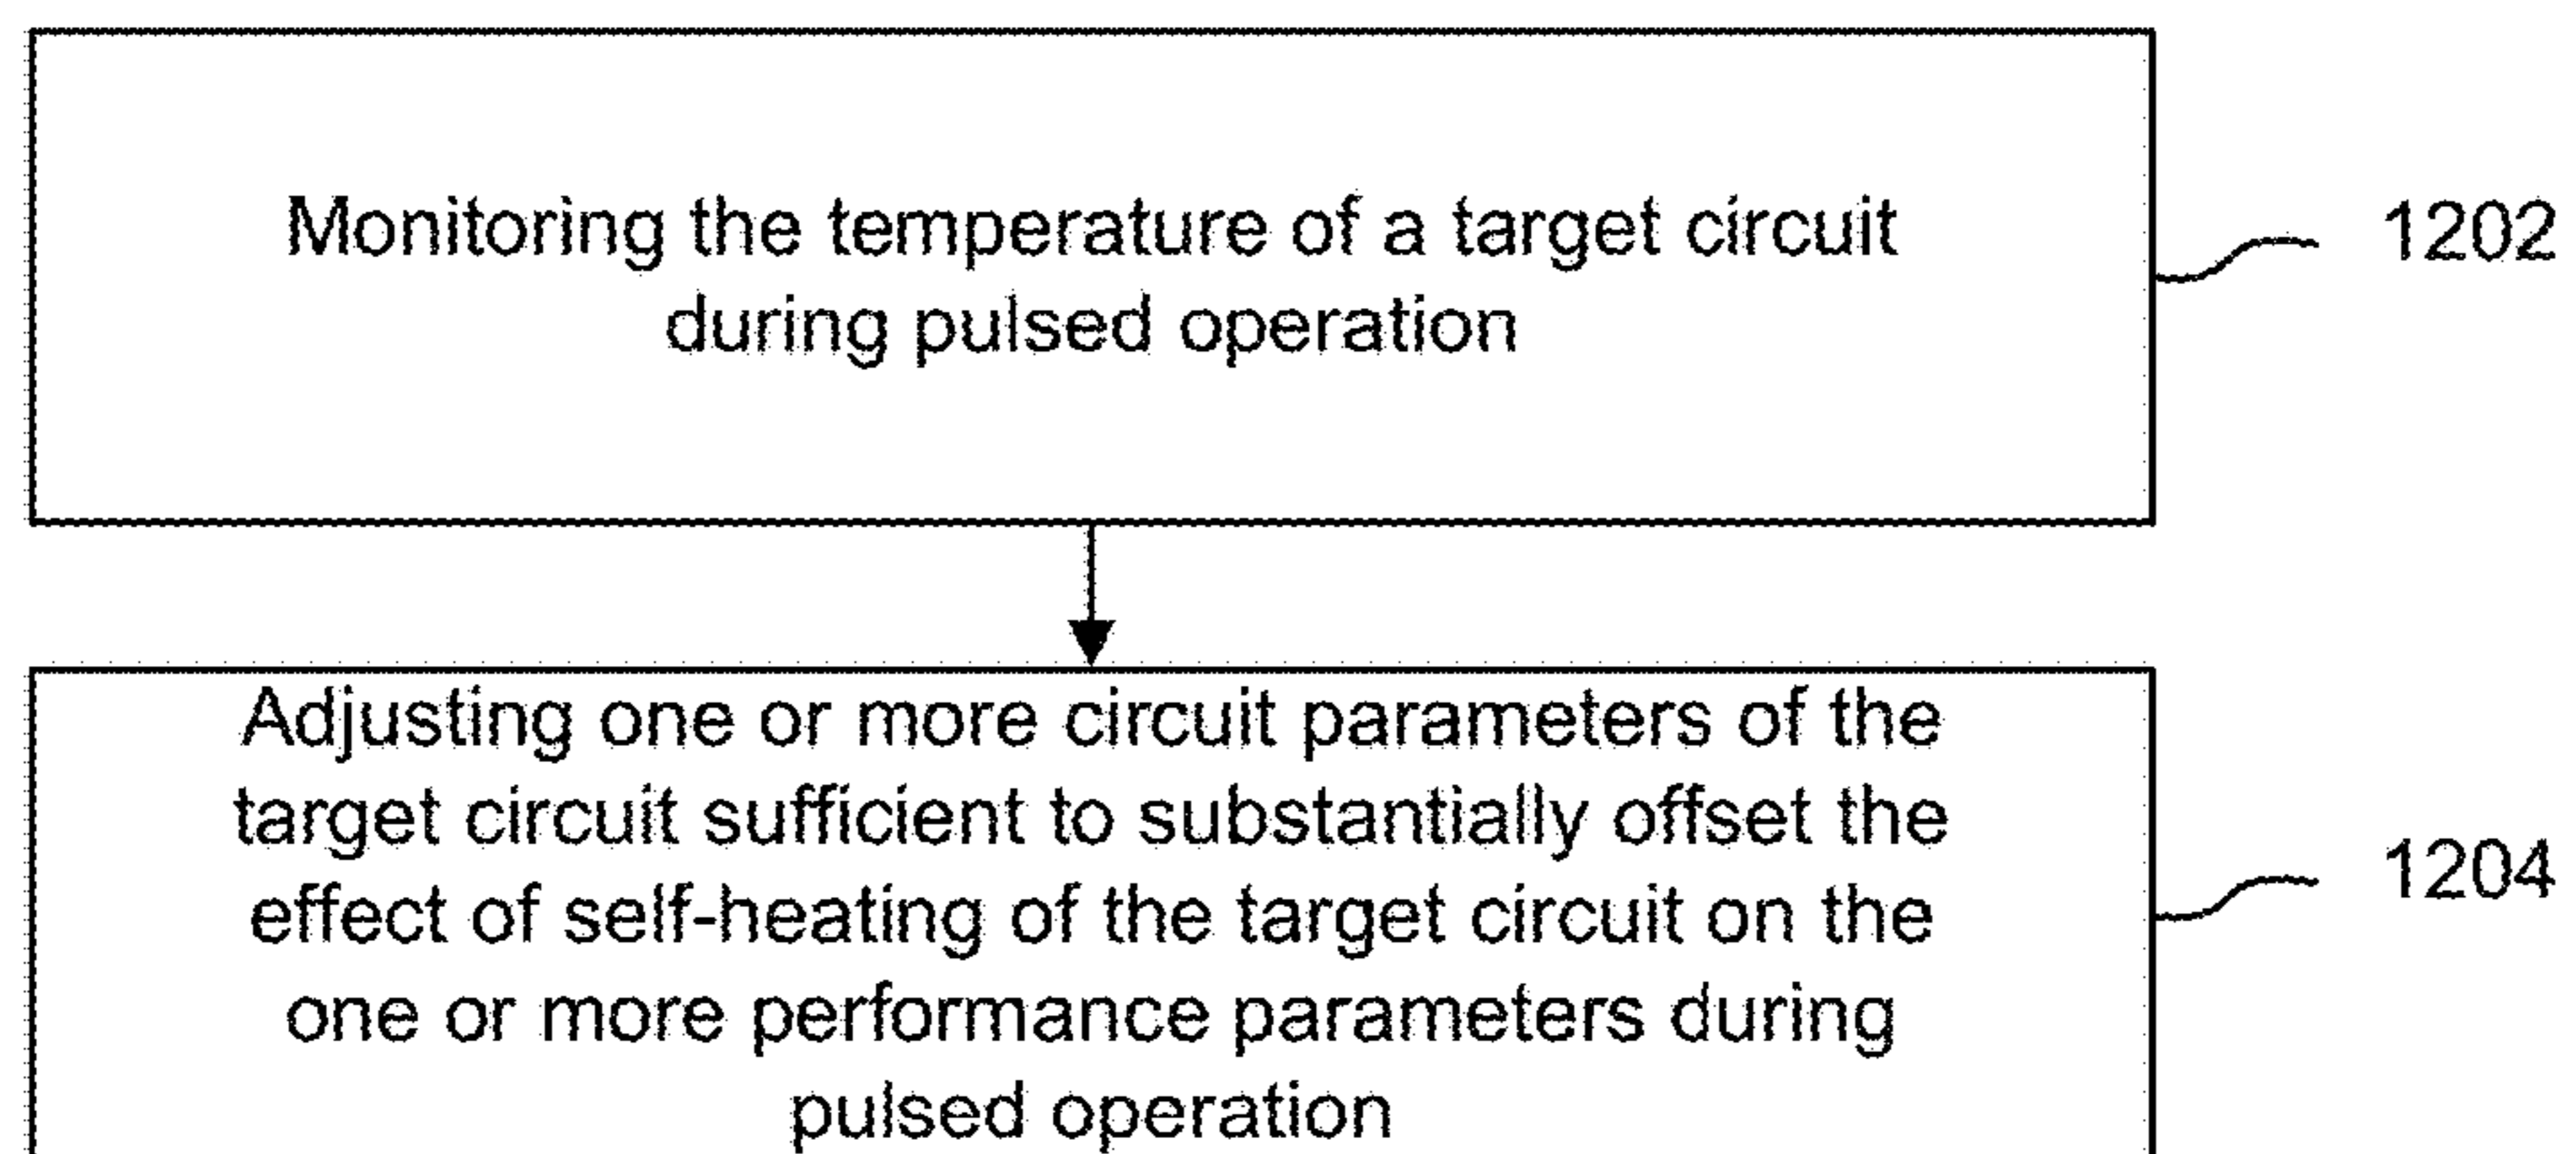 Monitoring the temperature of a target circuit
during pulsed operation
1202
Adjusting one or more circuit parameters of the
target circuit sufficient to substantially offset the
effect of self-heating of the target circuit on the
one or more performance parameters during
pulsed operation
1204